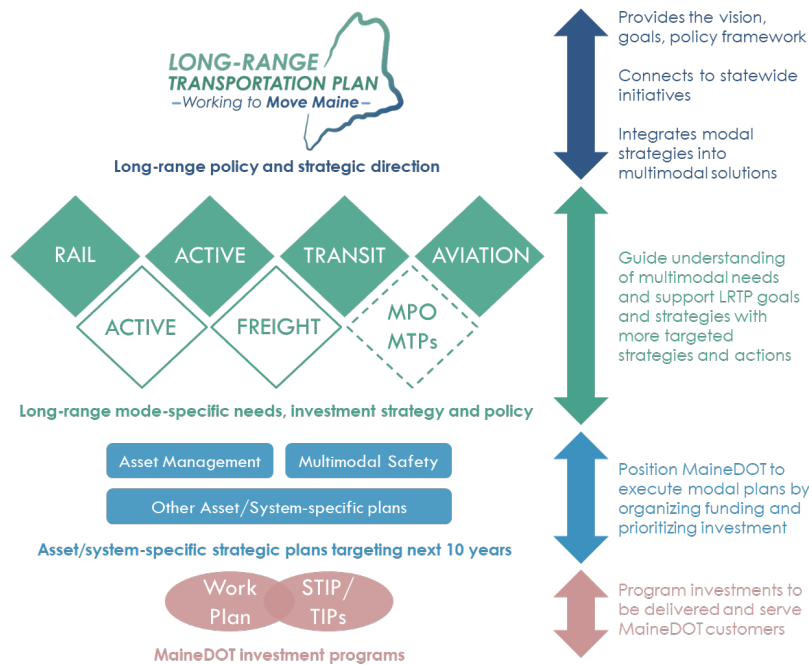 LONG-RANGE
TRANSPORTATION PLAN
–Working to Move Maine–
Long-range policy and strategic direction
Provides the vision,
goals, policy framework
Connects to statewide
initiatives
Integrates modal
strategies into
multimodal solutions
RAIL
ACTIVE
TRANSIT
AVIATION
ACTIVE
FREIGHT
MPO
MTPs
Long-range mode-specific needs, investment strategy and policy
Guide understanding
of multimodal needs
and support LRTP goals
and strategies with
more targeted
strategies and actions
Asset Management
Multimodal Safety
Other Asset/System-specific plans
Asset/system-specific strategic plans targeting next 10 years
Position MaineDOT to
execute modal plans by
organizing funding and
prioritizing investment
Work
Plan
STIP/
TIPs
MaineDOT investment programs
Program investments to
be delivered and serve
MaineDOT customers